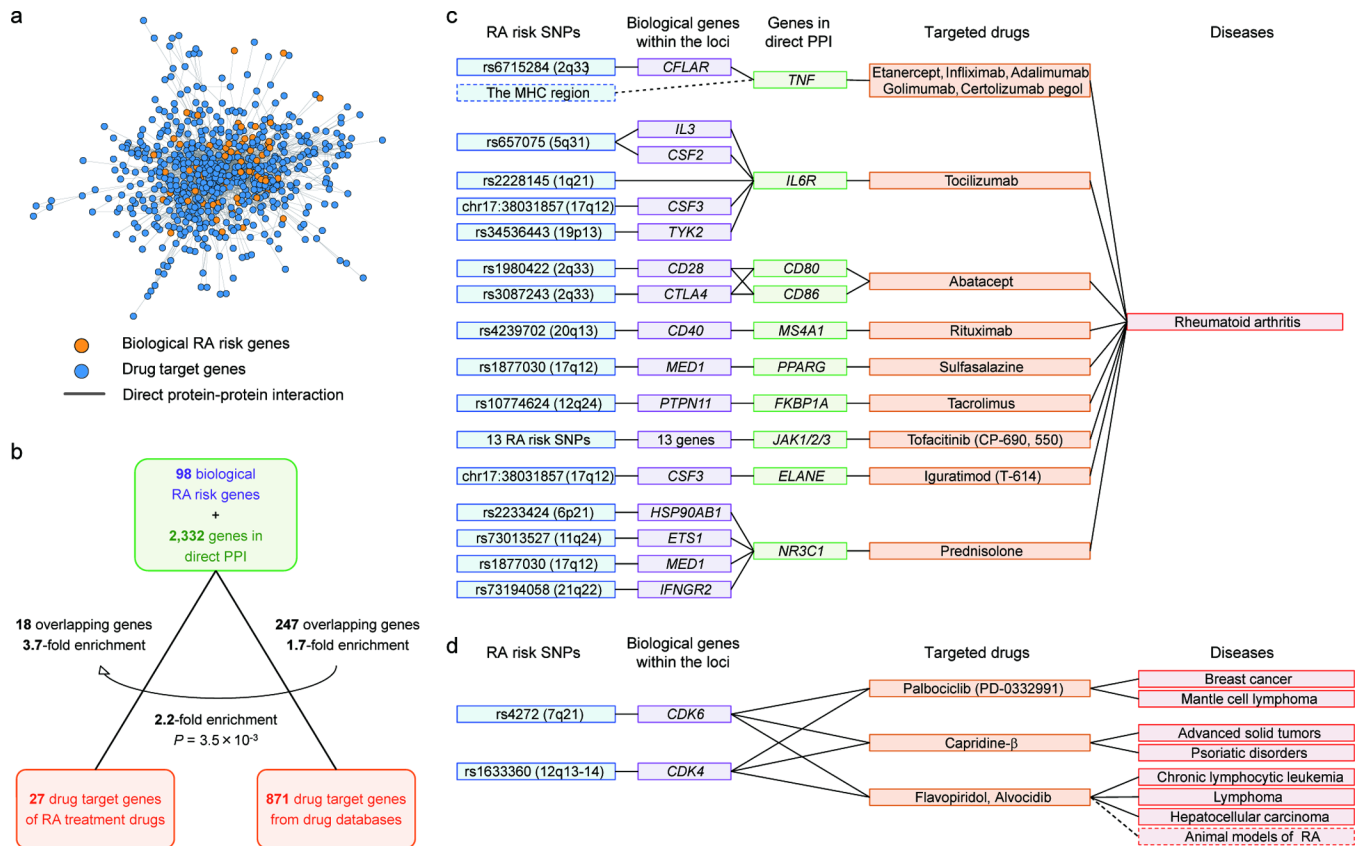 a
Biological RA risk genes
Drug target genes
Direct protein-protein interaction
b
98 biological
RA risk genes
+
2,332 genes in
direct PPI
18 overlapping genes
3.7-fold enrichment
247 overlapping genes
1.7-fold enrichment
2.2-fold enrichment
P = 3.5 × 10⁻³
27 drug target genes
of RA treatment drugs
871 drug target genes
from drug databases
c
RA risk SNPs
Biological genes
within the loci
Genes in
direct PPI
Targeted drugs
Diseases
rs6715284 (2q33)
CFLAR
TNF
Etanercept, Infliximab, Adalimumab
Golimumab, Certolizumab pegol
The MHC region
rs657075 (5q31)
IL3
CSF2
rs2228145 (1q21)
IL6R
Tocilizumab
chr17:38031857 (17q12)
CSF3
rs34536443 (19p13)
TYK2
rs1980422 (2q33)
CD28
CD80
Abatacept
rs3087243 (2q33)
CTLA4
CD86
rs4239702 (20q13)
CD40
MS4A1
Rituximab
Rheumatoid arthritis
rs1877030 (17q12)
MED1
PPARG
Sulfasalazine
rs10774624 (12q24)
PTPN11
FKBP1A
Tacrolimus
13 RA risk SNPs
13 genes
JAK1/2/3
Tofacitinib (CP-690, 550)
chr17:38031857 (17q12)
CSF3
ELANE
Iguratimod (T-614)
rs2233424 (6p21)
HSP90AB1
rs73013527 (11q24)
ETS1
NR3C1
Prednisolone
rs1877030 (17q12)
MED1
rs73194058 (21q22)
IFNGR2
d
RA risk SNPs
Biological genes
within the loci
Targeted drugs
Diseases
rs4272 (7q21)
CDK6
rs1633360 (12q13-14)
CDK4
Palbociclib (PD-0332991)
Breast cancer
Mantle cell lymphoma
Capridine-β
Advanced solid tumors
Psoriatic disorders
Flavopiridol, Alvocidib
Chronic lymphocytic leukemia
Lymphoma
Hepatocellular carcinoma
Animal models of RA